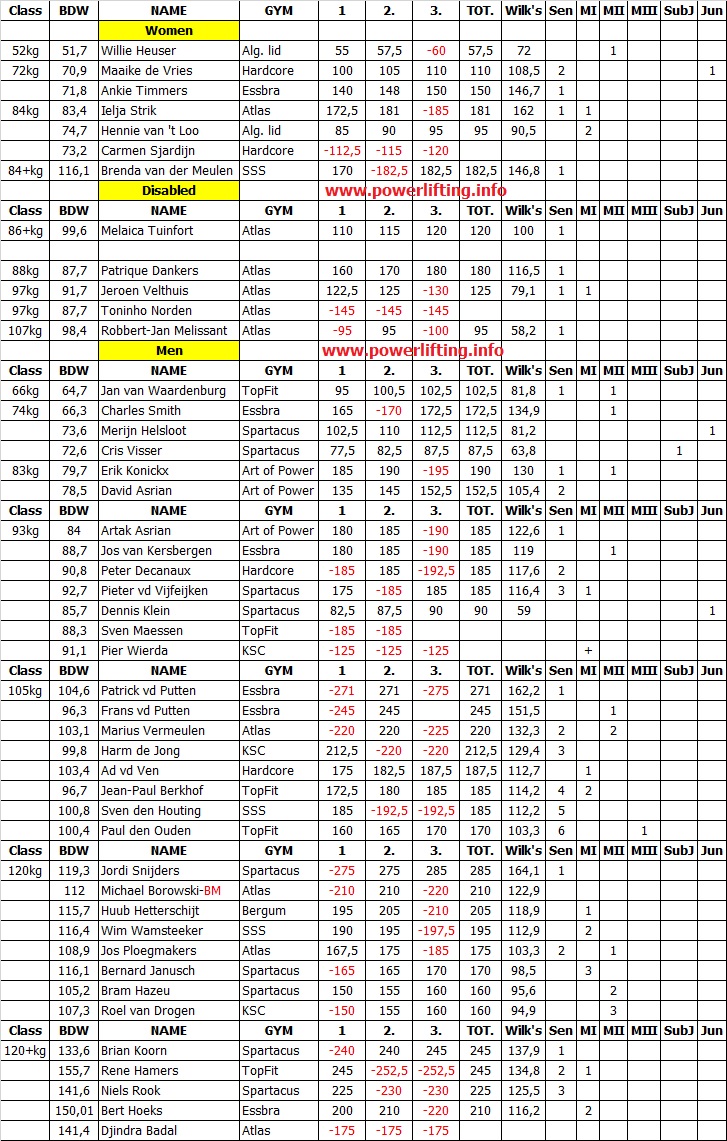 Class BDW NAME GYM 1 2. 3. TOT. Wilk's Sen MI MII MIII SubJ Jun
Women
52kg 51,7 Willie Heuser Alg. lid 55 57,5 -60 57,5 72 1
72kg 70,9 Maaike de Vries Hardcore 100 105 110 110 108,5 2 1
71,8 Ankie Timmers Essbra 140 148 150 150 146,7 1
84kg 83,4 Ielja Strik Atlas 172,5 181 -185 181 162 1 1
74,7 Hennie van 't Loo Alg. lid 85 90 95 95 90,5 2
73,2 Carmen Sjardijn Hardcore -112,5 -115 -120
84+kg 116,1 Brenda van der Meulen SSS 170 -182,5 182,5 182,5 146,8 1
Disabled www.powerlifting.info
Class BDW NAME GYM 1 2. 3. TOT. Wilk's Sen MI MII MIII SubJ Jun
86+kg 99,6 Melaica Tuinfort Atlas 110 115 120 120 100 1
88kg 87,7 Patrique Dankers Atlas 160 170 180 180 116,5 1
97kg 91,7 Jeroen Velthuis Atlas 122,5 125 -130 125 79,1 1 1
97kg 87,7 Toninho Norden Atlas -145 -145 -145
107kg 98,4 Robbert-Jan Melissant Atlas -95 95 -100 95 58,2 1
Men www.powerlifting.info
Class BDW NAME GYM 1 2. 3. TOT. Wilk's Sen MI MII MIII SubJ Jun
66kg 64,7 Jan van Waardenburg TopFit 95 100,5 102,5 102,5 81,8 1 1
74kg 66,3 Charles Smith Essbra 165 -170 172,5 172,5 134,9 1
73,6 Merijn Helsloot Spartacus 102,5 110 112,5 112,5 81,2 1
72,6 Cris Visser Spartacus 77,5 82,5 87,5 87,5 63,8 1
83kg 79,7 Erik Konickx Art of Power 185 190 -195 190 130 1 1
78,5 David Asrian Art of Power 135 145 152,5 152,5 105,4 2
Class BDW NAME GYM 1 2. 3. TOT. Wilk's Sen MI MII MIII SubJ Jun
93kg 84 Artak Asrian Art of Power 180 185 -190 185 122,6 1
88,7 Jos van Kersbergen Essbra 180 185 -190 185 119 1
90,8 Peter Decanaux Hardcore -185 185 -192,5 185 117,6 2
92,7 Pieter vd Vijfeijken Spartacus 175 -185 185 185 116,4 3 1
85,7 Dennis Klein Spartacus 82,5 87,5 90 90 59 1
88,3 Sven Maessen TopFit -185 -185
91,1 Pier Wierda KSC -125 -125 -125 +
Class BDW NAME GYM 1 2. 3. TOT. Wilk's Sen MI MII MIII SubJ Jun
105kg 104,6 Patrick vd Putten Essbra -271 271 -275 271 162,2 1
96,3 Frans vd Putten Essbra -245 245 245 151,5 1
103,1 Marius Vermeulen Atlas -220 220 -225 220 132,3 2 2
99,8 Harm de Jong KSC 212,5 -220 -220 212,5 129,4 3
103,4 Ad vd Ven Hardcore 175 182,5 187,5 187,5 112,7 1
96,7 Jean-Paul Berkhof TopFit 172,5 180 185 185 114,2 4 2
100,8 Sven den Houting SSS 185 -192,5 -192,5 185 112,2 5
100,4 Paul den Ouden TopFit 160 165 170 170 103,3 6 1
Class BDW NAME GYM 1 2. 3. TOT. Wilk's Sen MI MII MIII SubJ Jun
120kg 119,3 Jordi Snijders Spartacus -275 275 285 285 164,1 1
112 Michael Borowski-BM Atlas -210 210 -220 210 122,9
115,7 Huub Hetterschijt Bergum 195 205 -210 205 118,9 1
116,4 Wim Wamsteeker SSS 190 195 -197,5 195 112,9 2
108,9 Jos Ploegmakers Atlas 167,5 175 -185 175 103,3 2 1
116,1 Bernard Janusch Spartacus -165 165 170 170 98,5 3
105,2 Bram Hazeu Spartacus 150 155 160 160 95,6 2
107,3 Roel van Drogen KSC -150 155 160 160 94,9 3
Class BDW NAME GYM 1 2. 3. TOT. Wilk's Sen MI MII MIII SubJ Jun
120+kg 133,6 Brian Koorn Spartacus -240 240 245 245 137,9 1
155,7 Rene Hamers TopFit 245 -252,5 -252,5 245 134,8 2 1
141,6 Niels Rook Spartacus 225 -230 -230 225 125,5 3
150,01 Bert Hoeks Essbra 200 210 -220 210 116,2 2
141,4 Djindra Badal Atlas -175 -175 -175